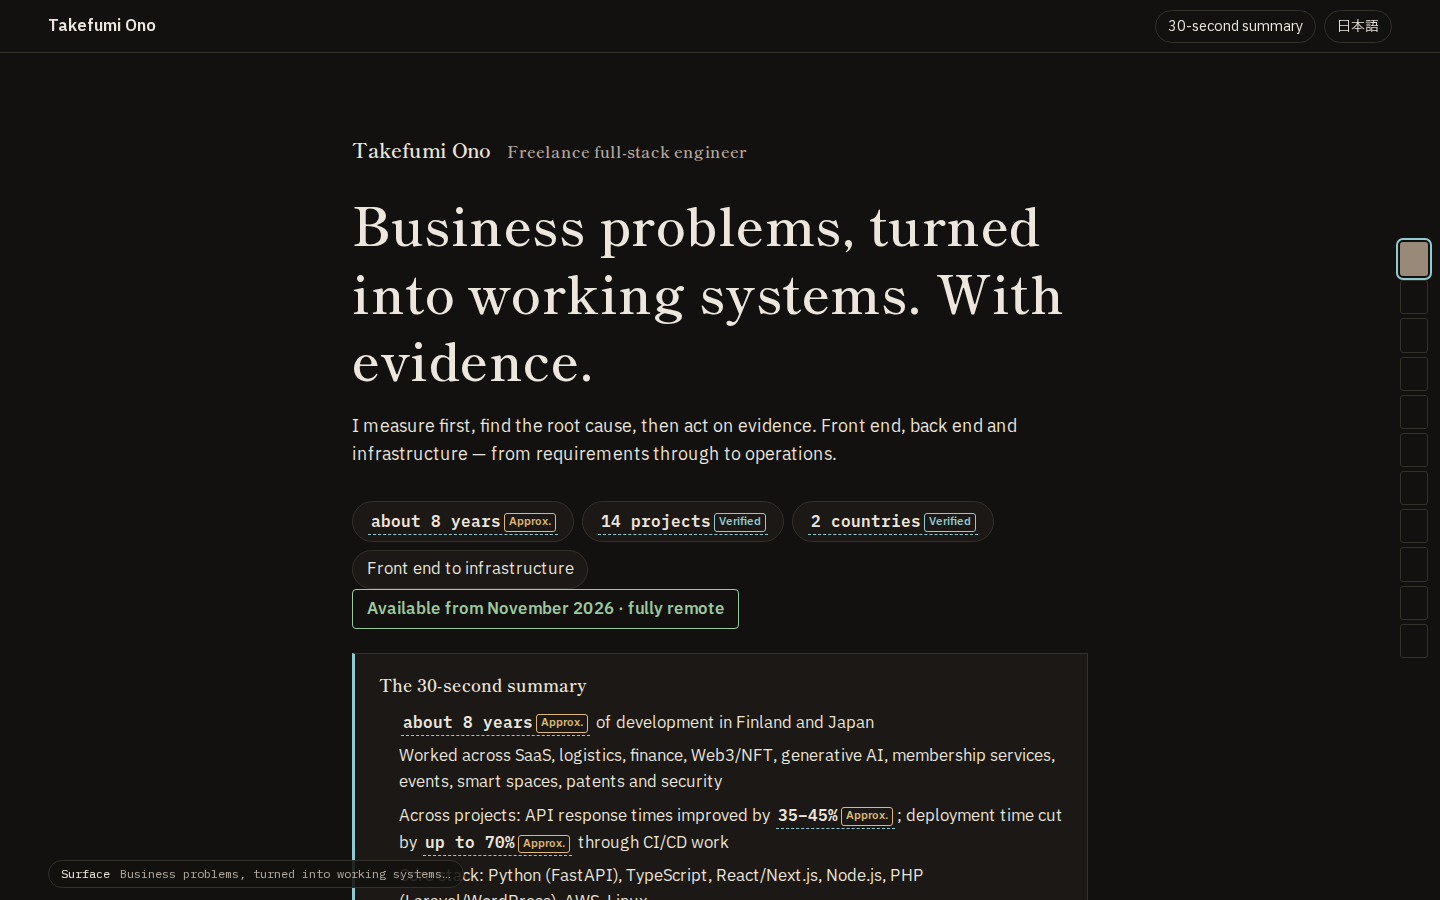 Takefumi Ono
30-second summary
日本語
Takefumi Ono Freelance full-stack engineer
Business problems, turned
into working systems. With
evidence.
I measure first, find the root cause, then act on evidence. Front end, back end and
infrastructure — from requirements through to operations.
about 8 years Approx.
14 projects Verified
2 countries Verified
Front end to infrastructure
Available from November 2026 · fully remote
The 30-second summary
about 8 years Approx. of development in Finland and Japan
Worked across SaaS, logistics, finance, Web3/NFT, generative AI, membership services,
events, smart spaces, patents and security
Across projects: API response times improved by 35–45% Approx. ; deployment time cut
by up to 70% Approx. through CI/CD work
Python (FastAPI), TypeScript, React/Next.js, Node.js, PHP
(Laravel/WordPress), AWS, Linux
Surface Business problems, turned into working systems.